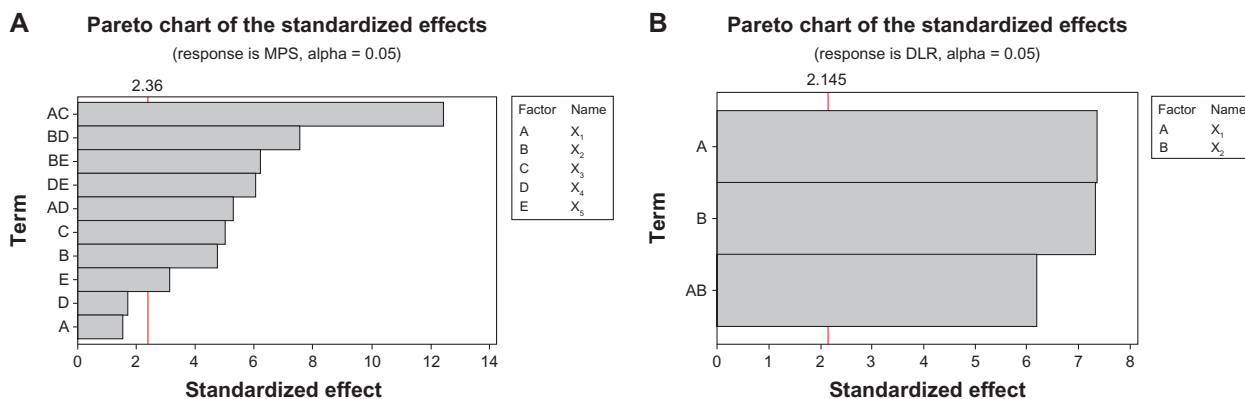 A
Pareto chart of the standardized effects
(response is MPS, alpha = 0.05)
2.36
AC
BD
BE
DE
AD
C
B
E
D
A
Term
0 2 4 6 8 10 12 14
Standardized effect
Factor Name
A X1
B X2
C X3
D X4
E X5
B
Pareto chart of the standardized effects
(response is DLR, alpha = 0.05)
2.145
A
B
AB
Term
0 1 2 3 4 5 6 7 8
Standardized effect
Factor Name
A X1
B X2